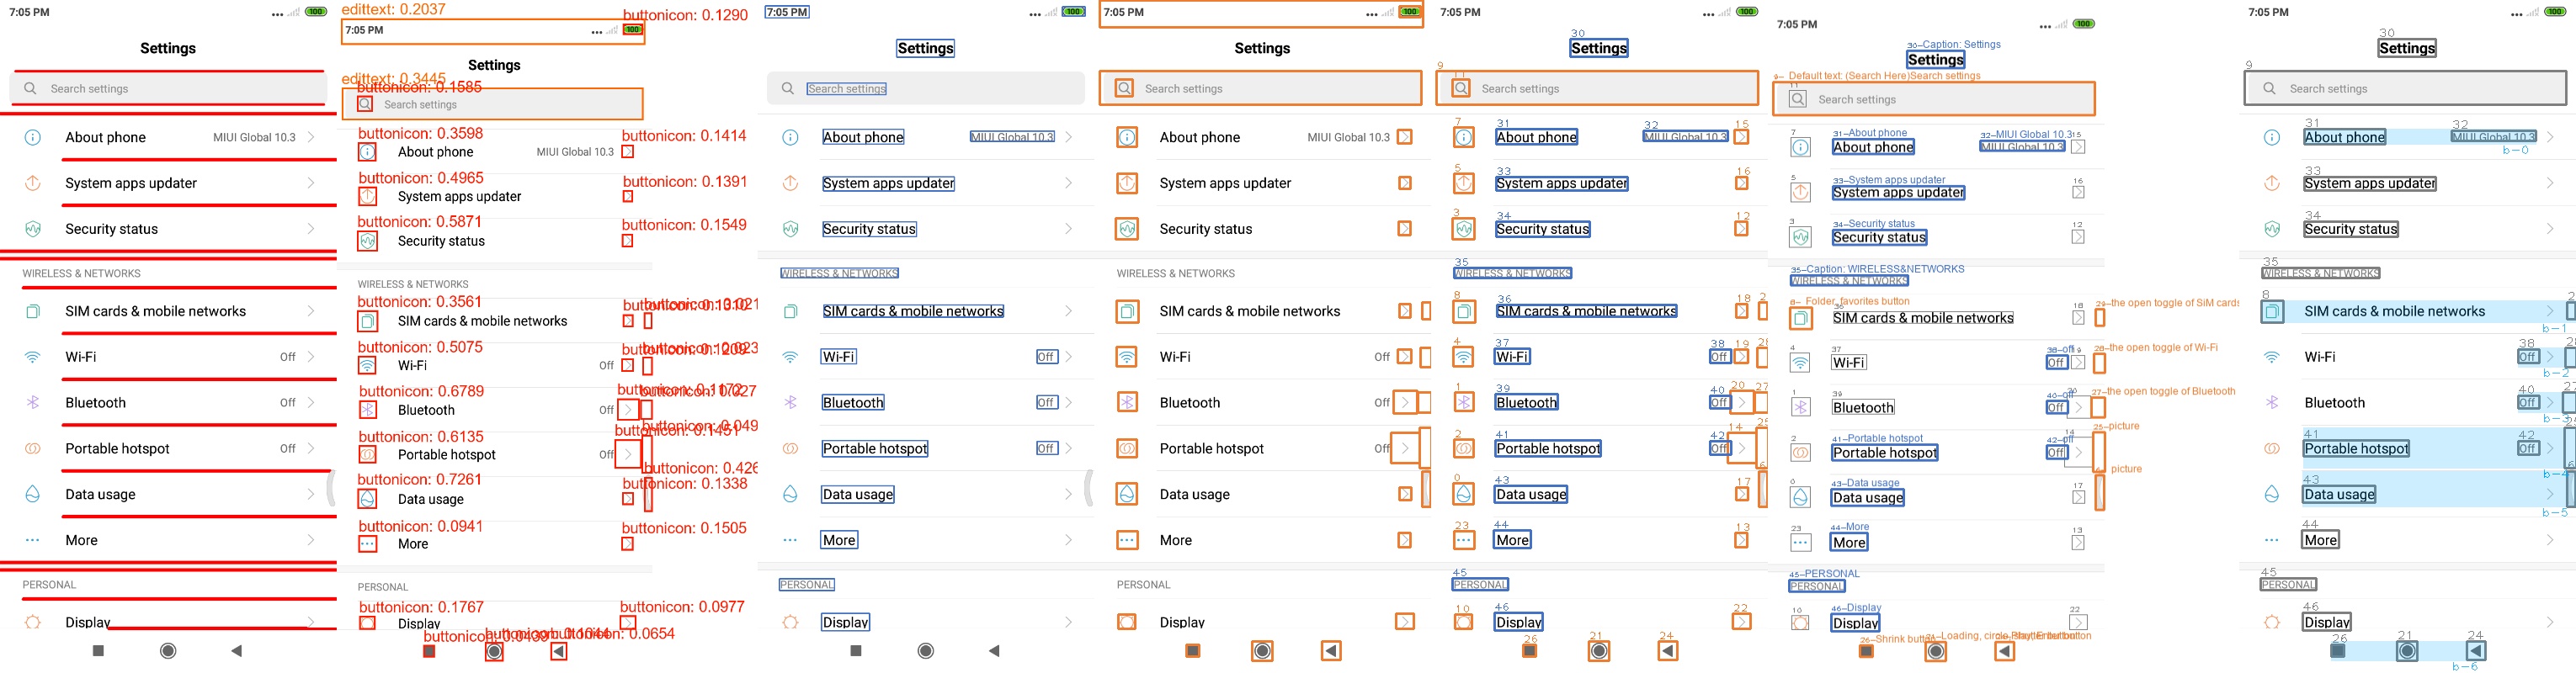 7:05 PM
100
Settings
Search settings
About phone MIUI Global 10.3
System apps updater
Security status
WIRELESS & NETWORKS
SIM cards & mobile networks
Wi-Fi Off
Bluetooth Off
Portable hotspot Off
Data usage
More
PERSONAL
Display
edittext: 0.2037
buttonicon: 0.1290
7:05 PM
100
Settings
edittext: 0.3445
buttonicon: 0.1585
Search settings
buttonicon: 0.3598 buttonicon: 0.1414
About phone MIUI Global 10.3
buttonicon: 0.4965 buttonicon: 0.1391
System apps updater
buttonicon: 0.5871 buttonicon: 0.1549
Security status
WIRELESS & NETWORKS
buttonicon: 0.3561
SIM cards & mobile networks
buttonicon: 0.5075
Wi-Fi Off
buttonicon: 0.6789
Bluetooth Off
buttonicon: 0.6135
Portable hotspot Off
buttonicon: 0.7261 buttonicon: 0.1338
Data usage
buttonicon: 0.0941 buttonicon: 0.1505
More
PERSONAL
buttonicon: 0.1767 buttonicon: 0.0977
Display
0.0654
7:05 PM
100
Settings
Search settings
About phone MIUI Global 10.3
System apps updater
Security status
WIRELESS & NETWORKS
SIM cards & mobile networks
Wi-Fi Off
Bluetooth Off
Portable hotspot Off
Data usage
More
PERSONAL
Display
7:05 PM
100
Settings
Search settings
About phone MIUI Global 10.3
System apps updater
Security status
WIRELESS & NETWORKS
SIM cards & mobile networks
Wi-Fi Off
Bluetooth Off
Portable hotspot Off
Data usage
More
PERSONAL
Display
7:05 PM
100
30
Settings
9 11
Search settings
7 31 32 15
About phone MIUI Global 10.3
5 33 16
System apps updater
3 34 12
Security status
35
WIRELESS & NETWORKS
8 36 18
SIM cards & mobile networks
4 37 38 19
Wi-Fi Off
1 39 40 20 27
Bluetooth Off
2 41 42 14
Portable hotspot Off
0 43 17
Data usage
23 44 13
More
45
PERSONAL
10 46 22
Display
26 21 24
7:05 PM
100
30-Caption: Settings
Settings
9- Default text: (Search Here)Search settings
11
Search settings
7 31-About phone 32-MIUI Global 10.3 15
About phone MIUI Global 10.3
5 33-System apps updater 16
System apps updater
3 34-Security status 12
Security status
35-Caption: WIRELESS&NETWORKS
WIRELESS & NETWORKS
8- Folder, favorites button 18 29-the open toggle of SiM cards
SIM cards & mobile networks
4 37 38-off 28-the open toggle of Wi-Fi
Wi-Fi Off
1 39 27-the open toggle of Bluetooth
Bluetooth Off
2 41-Portable hotspot 42-off 14 25-picture
Portable hotspot Off
0 43-Data usage 17 picture
Data usage
23 44-More 13
More
45-PERSONAL
PERSONAL
10 46-Display 22
Display
26-Shrink button
7:05 PM
100
30
Settings
9
Search settings
31 32
About phone MIUI Global 10.3
b-0
33
System apps updater
34
Security status
35
WIRELESS & NETWORKS
8
SIM cards & mobile networks
b-1
38
Wi-Fi Off
b-2
40 27
Bluetooth Off
41 42
Portable hotspot Off
43
Data usage
44
More
45
PERSONAL
46
Display
26 21 24
b-6